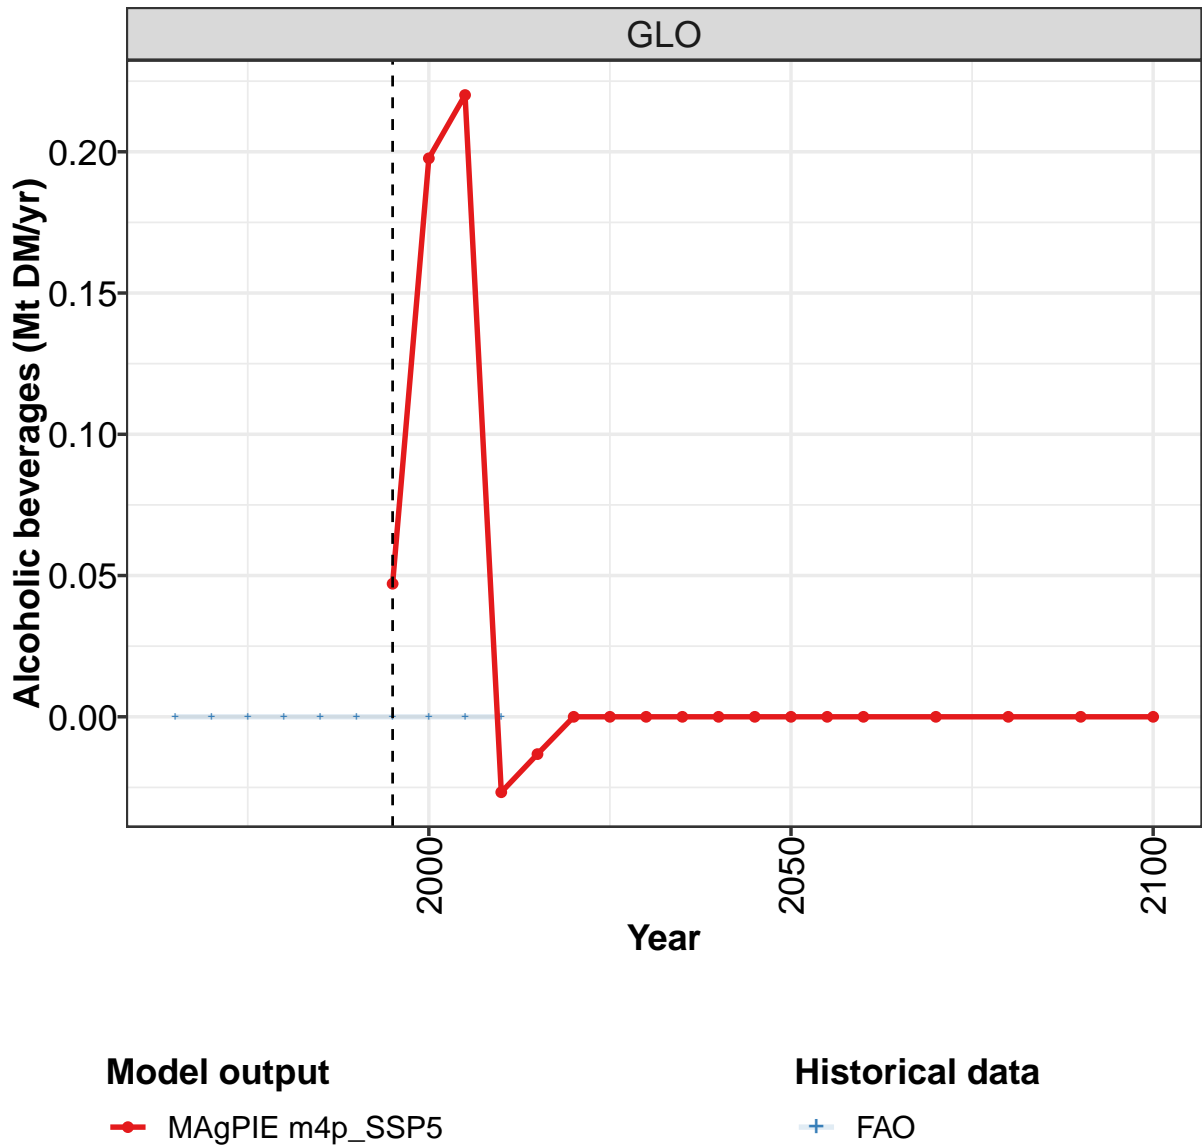 GLO
Alcoholic beverages (Mt DM/yr)
0.20
0.15
0.10
0.05
0.00
2000
2050
2100
Year
Model output
MAgPIE m4p_SSP5
Historical data
FAO